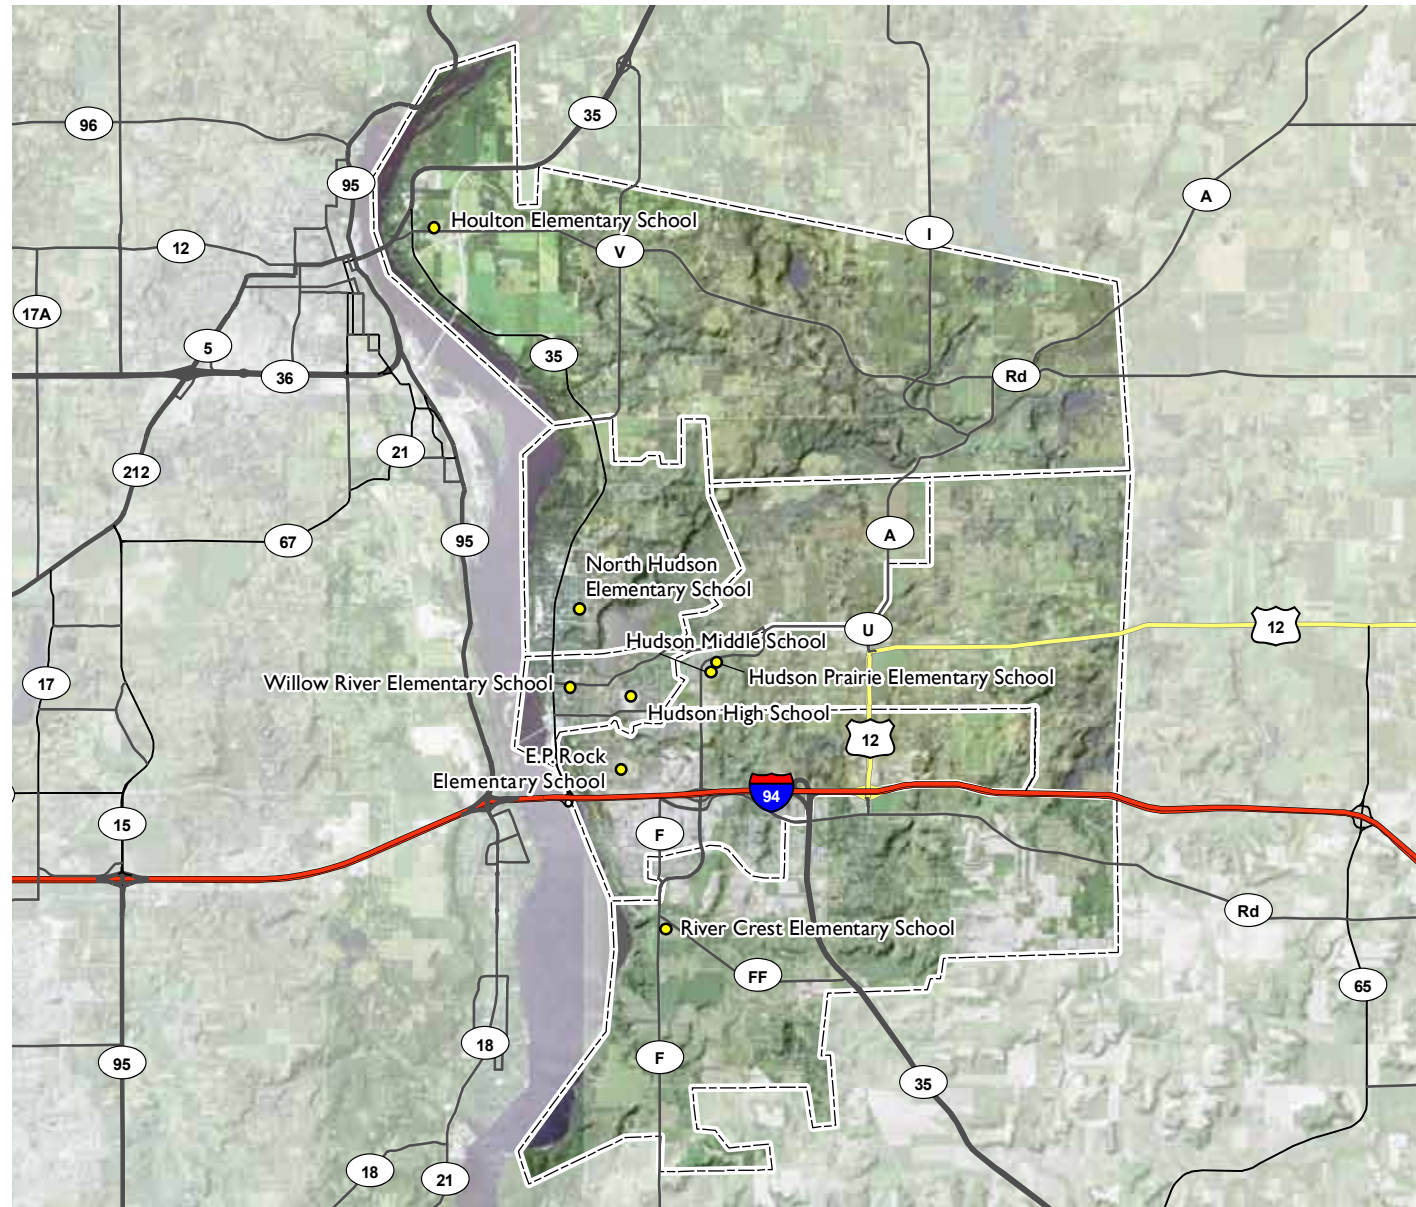 35
96
95
A
Houlton Elementary School
I
12
V
17A
5
35
36
Rd
21
212
A
67
95
North Hudson
Elementary School
U
12
Hudson Middle School
Hudson Prairie Elementary School
17
Willow River Elementary School
Hudson High School
12
E.P. Rock
Elementary School
94
15
F
Rd
River Crest Elementary School
FF
65
18
F
95
35
18
21